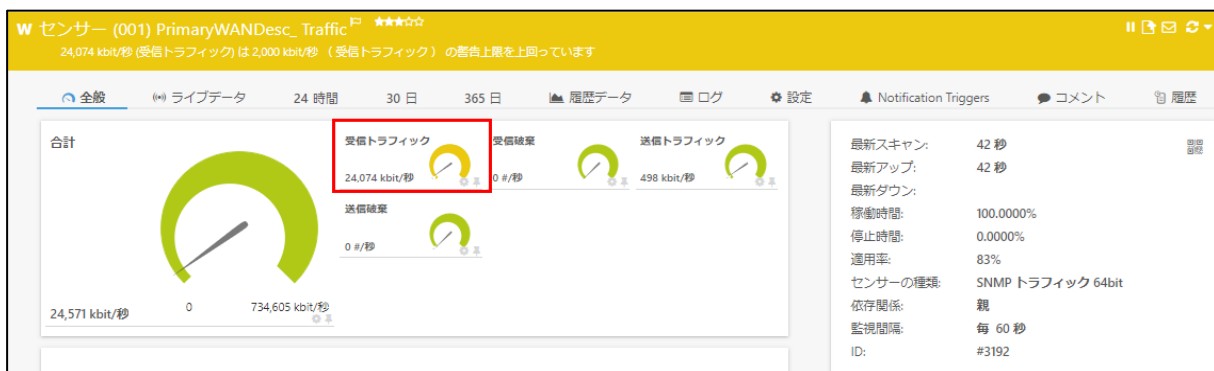 W センサー (001) PrimaryWANDesc_ Traffic
24,074 kbit/秒 (受信トラフィック) は 2,000 kbit/秒 （ 受信トラフィック ） の警告上限を上回っています
全般 ライブデータ 24 時間 30 日 365 日 履歴データ ログ 設定 Notification Triggers コメント 履歴
合計
24,571 kbit/秒
0
734,605 kbit/秒
受信トラフィック
24,074 kbit/秒
受信破棄
0 #/秒
送信トラフィック
498 kbit/秒
送信破棄
0 #/秒
最新スキャン: 42 秒
最新アップ: 42 秒
最新ダウン:
稼働時間: 100.0000%
停止時間: 0.0000%
適用率: 83%
センサーの種類: SNMP トラフィック 64bit
依存関係: 親
監視間隔: 毎 60 秒
ID: #3192